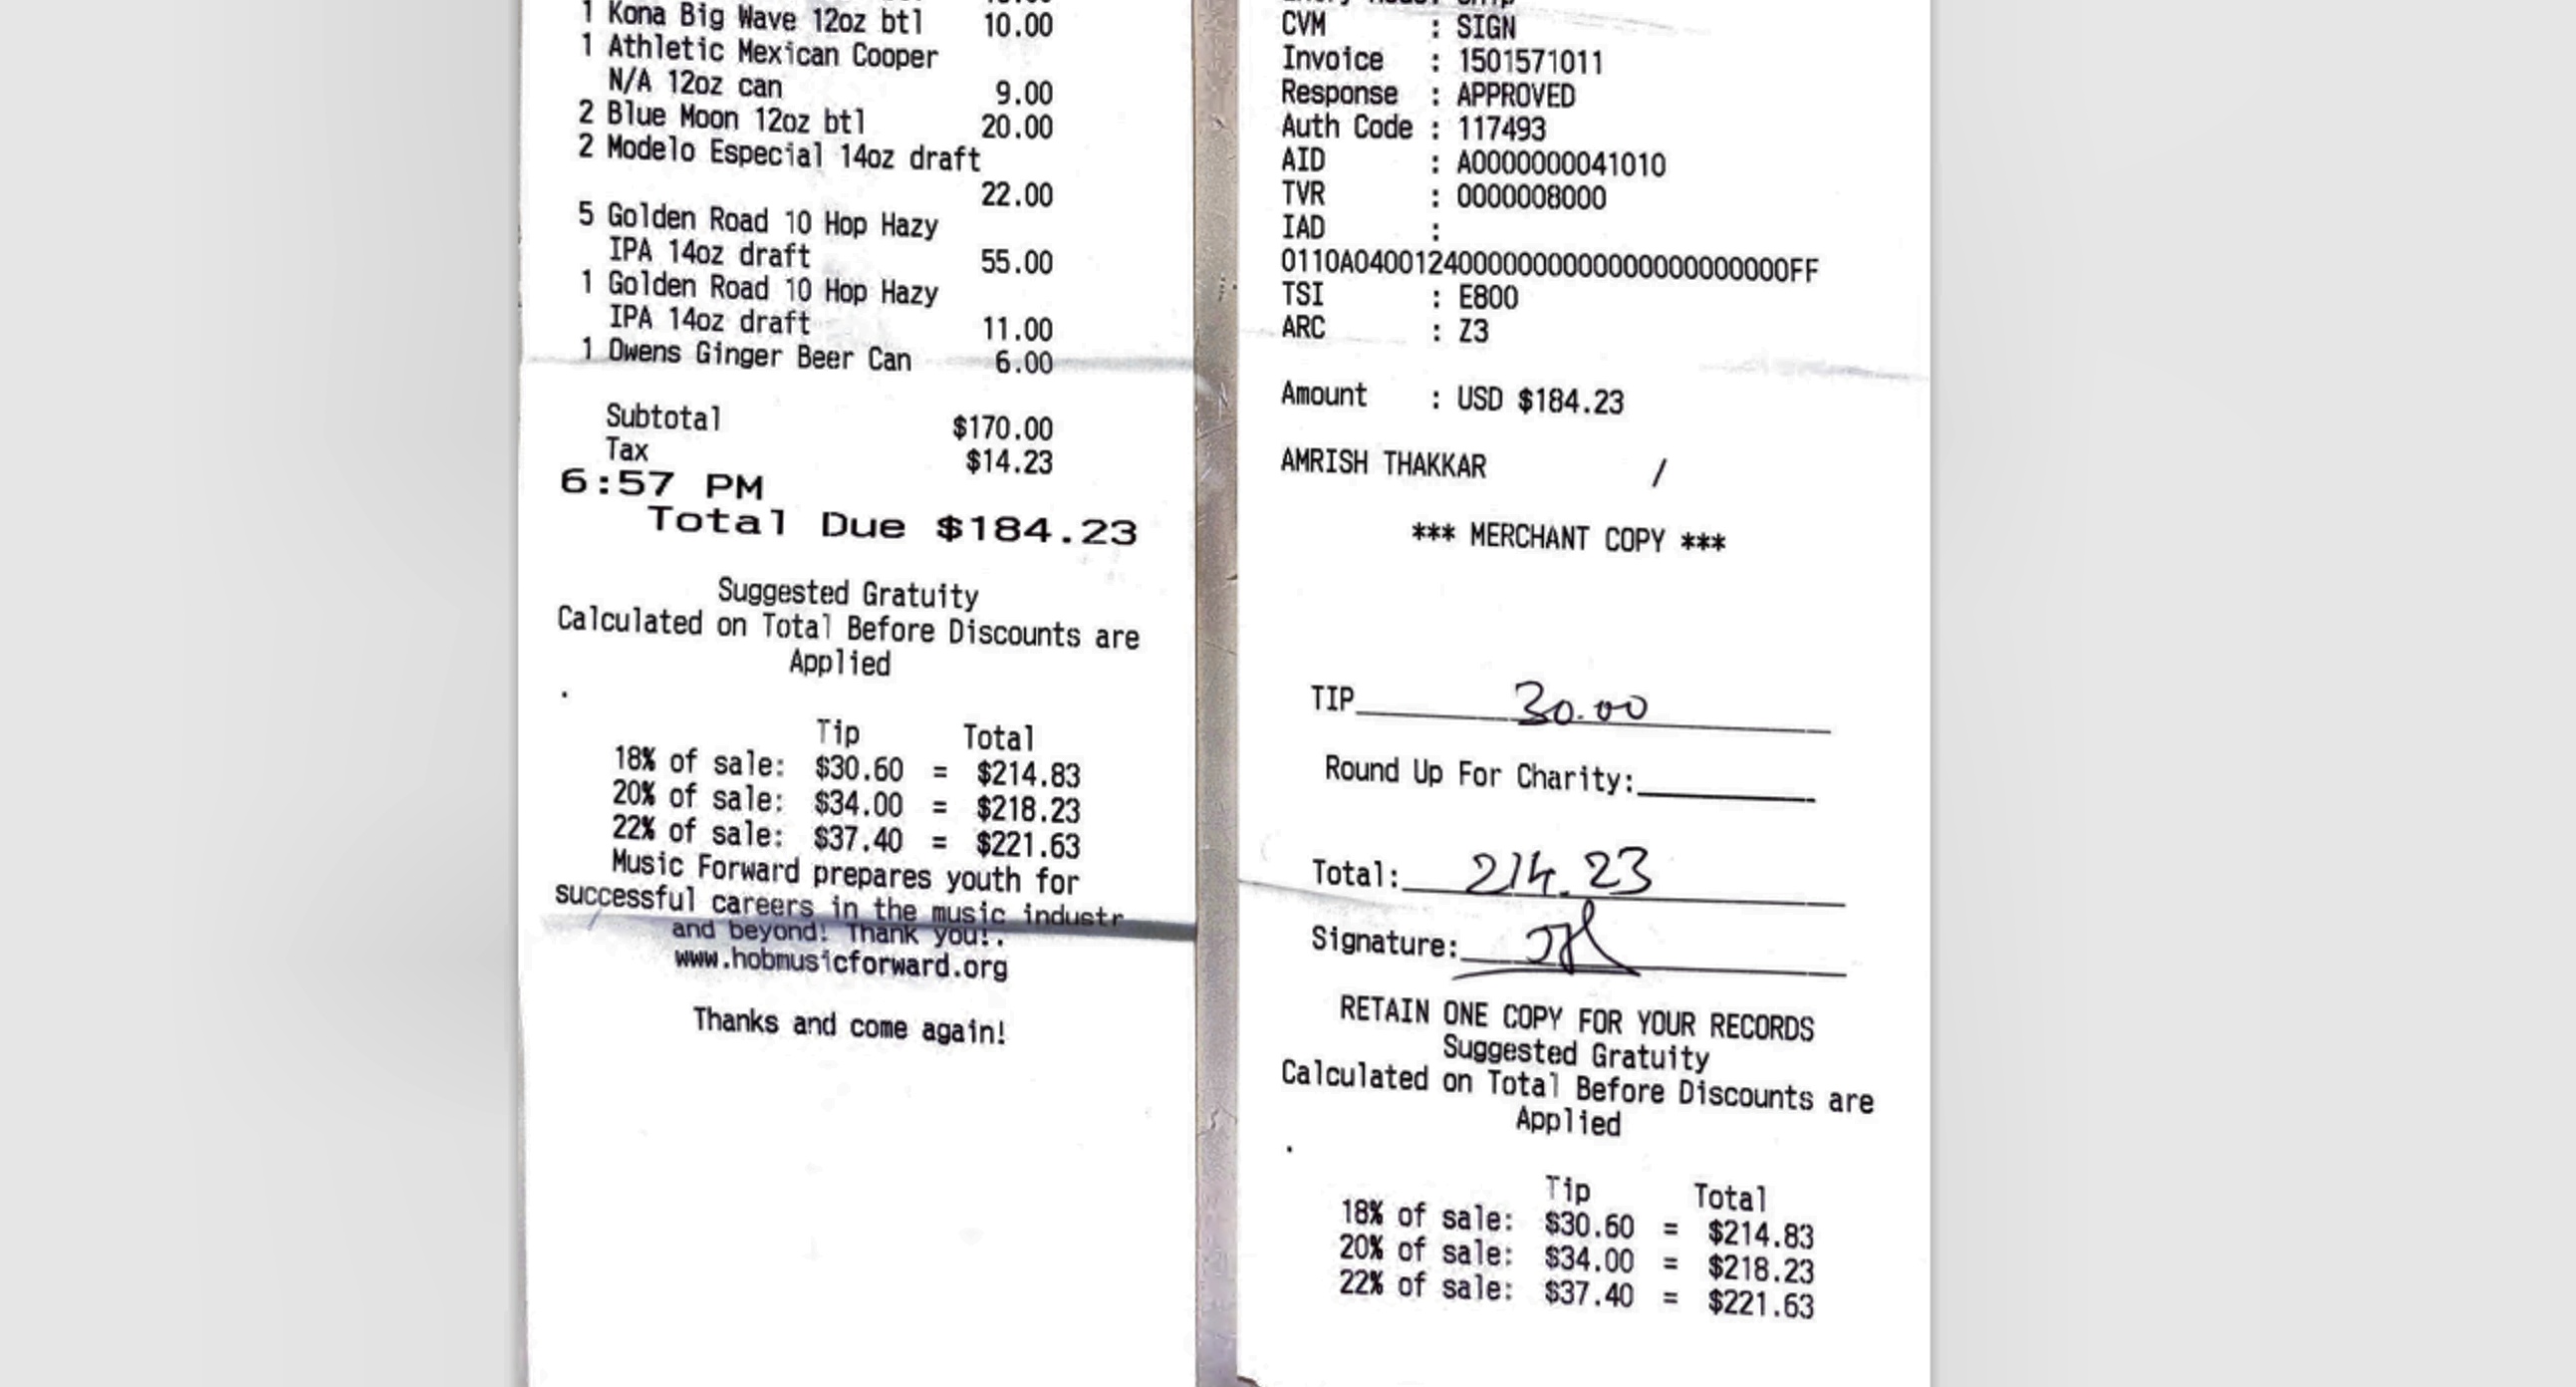 1 Kona Big Wave 12oz btl 10.00
1 Athletic Mexican Cooper
N/A 12oz can 9.00
2 Blue Moon 12oz btl 20.00
2 Modelo Especial 14oz draft
22.00
5 Golden Road 10 Hop Hazy
IPA 14oz draft 55.00
1 Golden Road 10 Hop Hazy
IPA 14oz draft 11.00
1 Owens Ginger Beer Can 6.00
Subtotal $170.00
Tax $14.23
6:57 PM
Total Due $184.23
Suggested Gratuity
Calculated on Total Before Discounts are
Applied
.
Tip Total
18% of sale: $30.60 = $214.83
20% of sale: $34.00 = $218.23
22% of sale: $37.40 = $221.63
Music Forward prepares youth for
successful careers in the music industr
and beyond! Thank you!.
www.hobmusicforward.org
Thanks and come again!
CVM : SIGN
Invoice : 1501571011
Response : APPROVED
Auth Code : 117493
AID : A0000000041010
TVR : 0000008000
IAD :
TSI : E800
ARC : Z3
Amount : USD $184.23
AMRISH THAKKAR /
*** MERCHANT COPY ***
TIP 30.00
Round Up For Charity:
Total: 214.23
Signature:
RETAIN ONE COPY FOR YOUR RECORDS
Suggested Gratuity
Calculated on Total Before Discounts are
Applied
.
Tip Total
18% of sale: $30.60 = $214.83
20% of sale: $34.00 = $218.23
22% of sale: $37.40 = $221.63